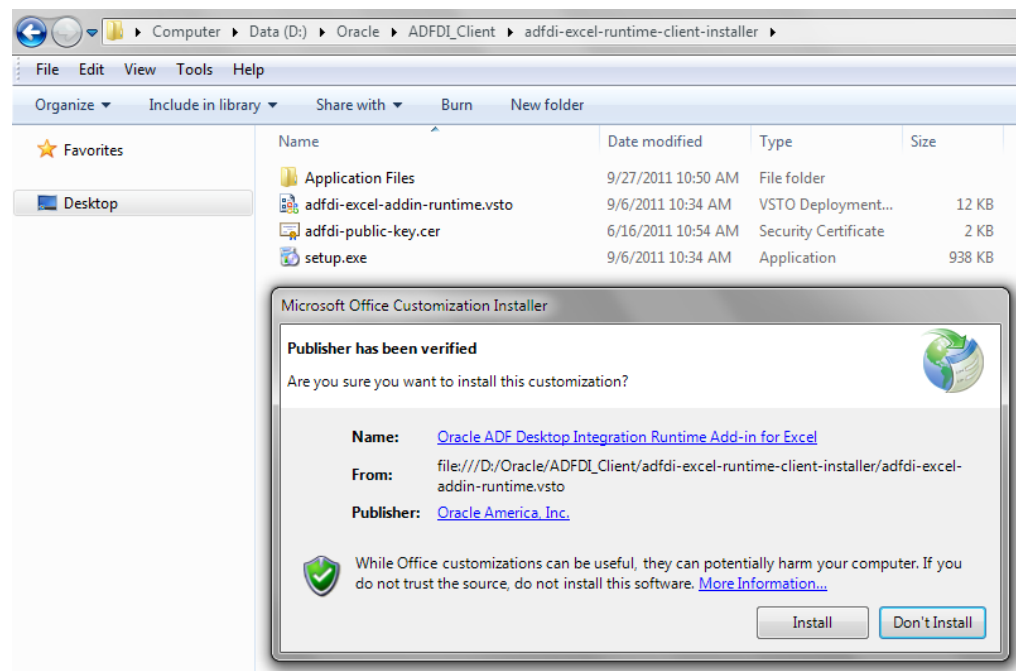 Computer Data (D:) Oracle ADFDI_Client adfdi-excel-runtime-client-installer
File Edit View Tools Help
Organize Include in library Share with Burn New folder
Favorites
Desktop
Name Date modified Type Size
Application Files 9/27/2011 10:50 AM File folder
adfdi-excel-addin-runtime.vsto 9/6/2011 10:34 AM VSTO Deployment... 12 KB
adfdi-public-key.cer 6/16/2011 10:54 AM Security Certificate 2 KB
setup.exe 9/6/2011 10:34 AM Application 938 KB
Microsoft Office Customization Installer
Publisher has been verified
Are you sure you want to install this customization?
Name: Oracle ADF Desktop Integration Runtime Add-in for Excel
From: file:///D:/Oracle/ADFDI_Client/adfdi-excel-runtime-client-installer/adfdi-excel-
addin-runtime.vsto
Publisher: Oracle America, Inc.
While Office customizations can be useful, they can potentially harm your computer. If you
do not trust the source, do not install this software. More Information...
Install Don't Install